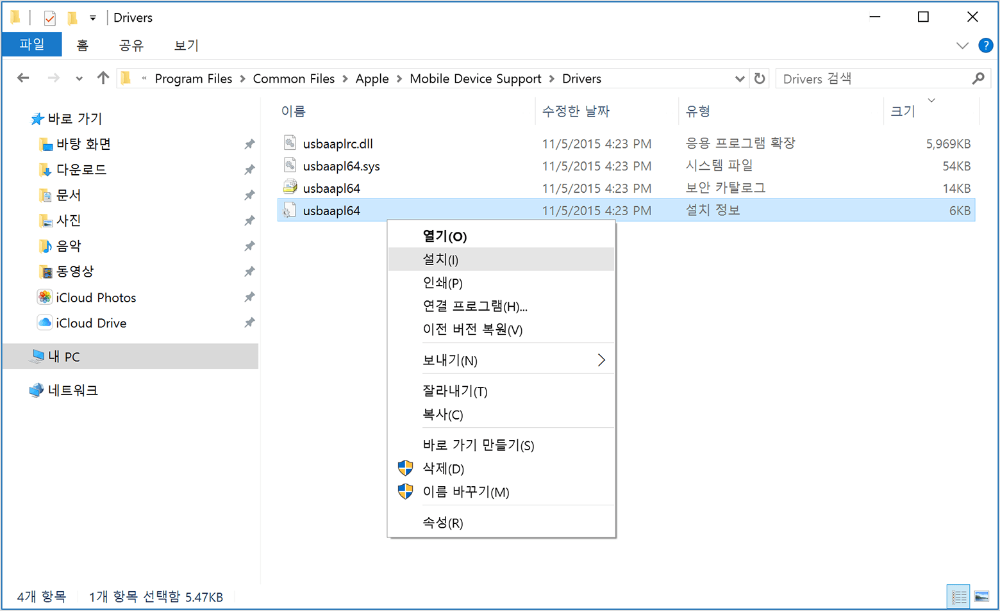 Drivers
파일 홈 공유 보기
« Program Files > Common Files > Apple > Mobile Device Support > Drivers
Drivers 검색
바로 가기
바탕 화면
다운로드
문서
사진
음악
동영상
iCloud Photos
iCloud Drive
내 PC
네트워크
이름 수정한 날짜 유형 크기
usbaaplrc.dll 11/5/2015 4:23 PM 응용 프로그램 확장 5,969KB
usbaapl64.sys 11/5/2015 4:23 PM 시스템 파일 54KB
usbaapl64 11/5/2015 4:23 PM 보안 카탈로그 14KB
usbaapl64 11/5/2015 4:23 PM 설치 정보 6KB
열기(O)
설치(I)
인쇄(P)
연결 프로그램(H)...
이전 버전 복원(V)
보내기(N)
잘라내기(T)
복사(C)
바로 가기 만들기(S)
삭제(D)
이름 바꾸기(M)
속성(R)
4개 항목 1개 항목 선택함 5.47KB